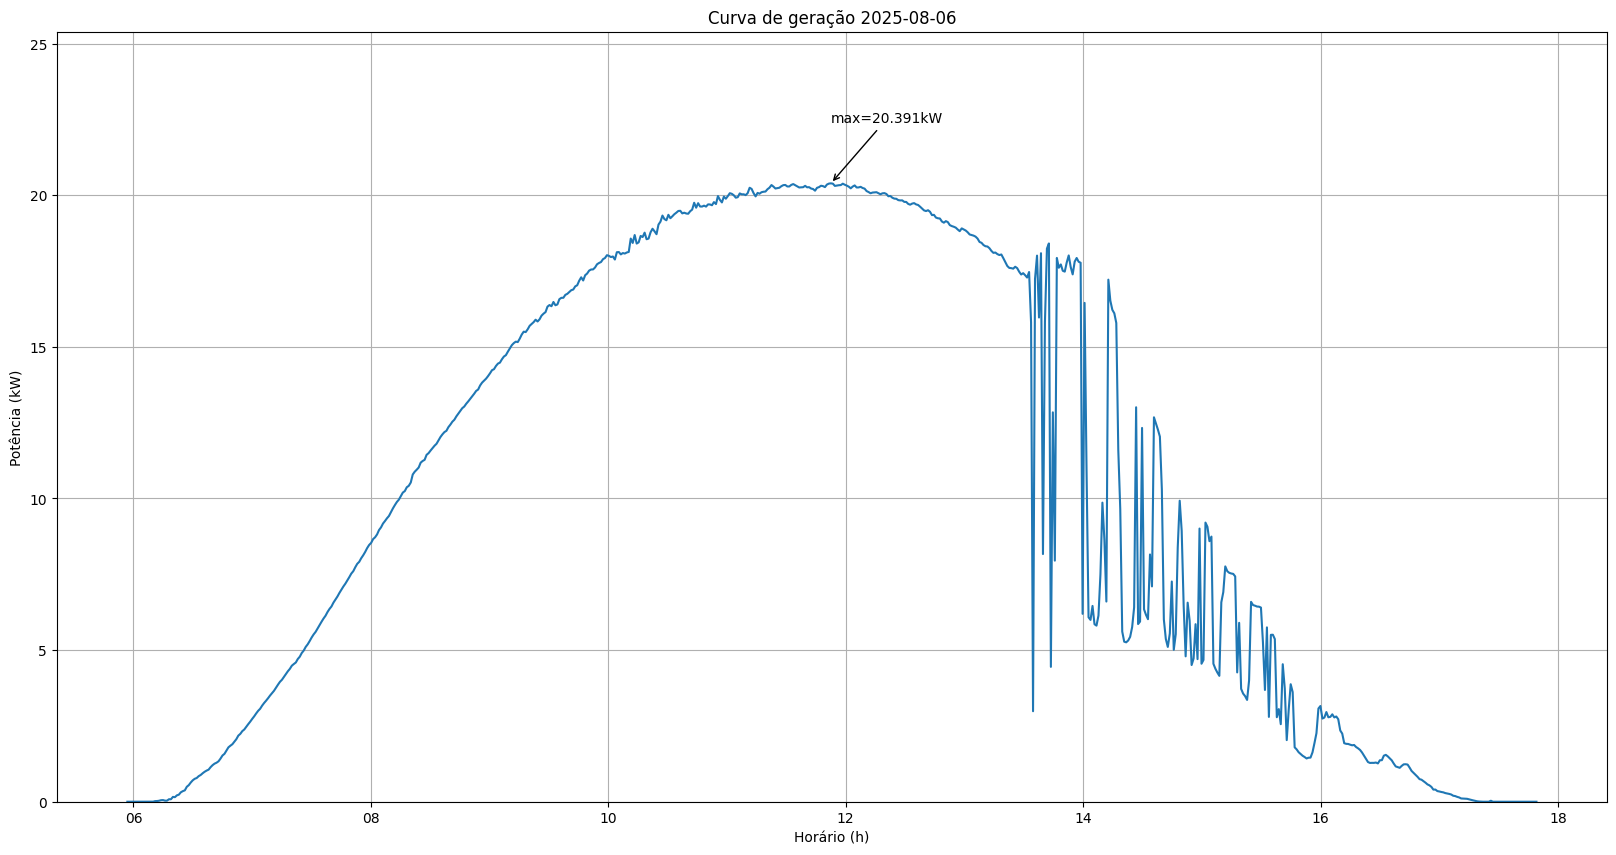 Curva de geração 2025-08-06
25
max=20.391kW
20
15
Potência (kW)
10
5
0
06 08 10 12 14 16 18
Horário (h)